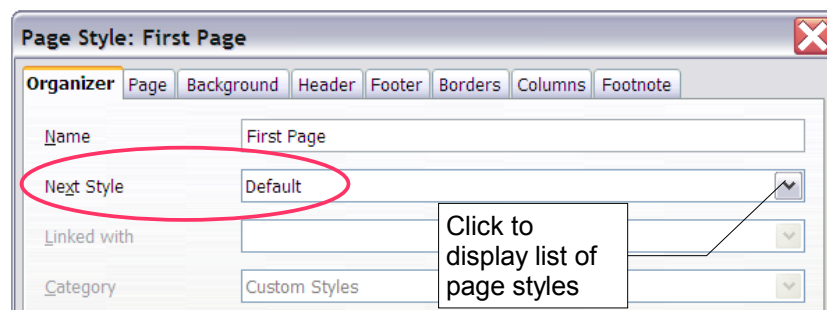 Page Style: First Page
Organizer Page Background Header Footer Borders Columns Footnote
Name First Page
Next Style Default
Linked with
Category Custom Styles
Click to
display list of
page styles